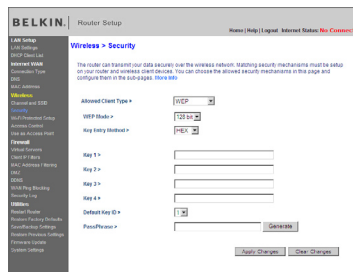 BELKIN. Router Setup
Home | Help | Logout Internet Status: No Connect
LAN Setup
LAN Settings
DHCP Client List
Internet WAN
Connection Type
DNS
MAC Address
Wireless
Channel and SSID
Security
Wi-Fi Protected Setup
Access Control
Use as Access Point
Firewall
Virtual Servers
Client IP Filters
MAC Address Filtering
DMZ
DDNS
WAN Ping Blocking
Security Log
Utilities
Restart Router
Restore Factory Defaults
Save/Backup Settings
Restore Previous Settings
Firmware Update
System Settings
Wireless > Security
The router can transmit your data securely over the wireless network. Matching security mechanisms must be setup
on your router and wireless client devices. You can choose the allowed security mechanisms in this page and
configure them in the sub-pages. More Info
Allowed Client Type > WEP
WEP Mode > 128 bit
Key Entry Method > HEX
Key 1 >
Key 2 >
Key 3 >
Key 4 >
Default Key ID > 1
PassPhrase > Generate
Apply Changes Clear Changes